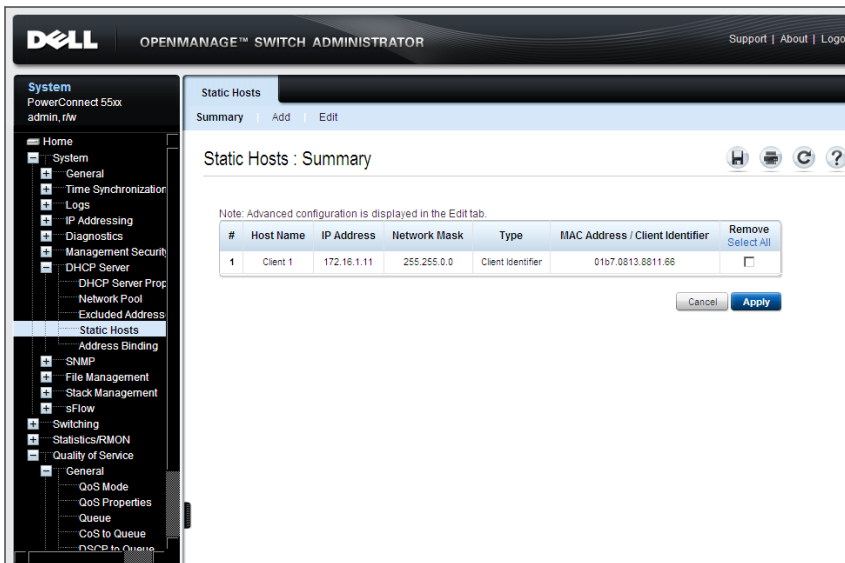 DELL
OPENMANAGE™ SWITCH ADMINISTRATOR
Support | About | Logo
System
PowerConnect 55xx
admin, r/w
Home
System
General
Time Synchronization
Logs
IP Addressing
Diagnostics
Management Securit
DHCP Server
DHCP Server Prop
Network Pool
Excluded Address
Static Hosts
Address Binding
SNMP
File Management
Stack Management
sFlow
Switching
Statistics/RMON
Quality of Service
General
QoS Mode
QoS Properties
Queue
CoS to Queue
DSCP to Queue
Static Hosts
Summary Add Edit
Static Hosts : Summary
Note: Advanced configuration is displayed in the Edit tab.
# Host Name IP Address Network Mask Type MAC Address / Client Identifier Remove
Select All
1 Client 1 172.16.1.11 255.255.0.0 Client Identifier 01b7.0813.8811.66
Cancel Apply